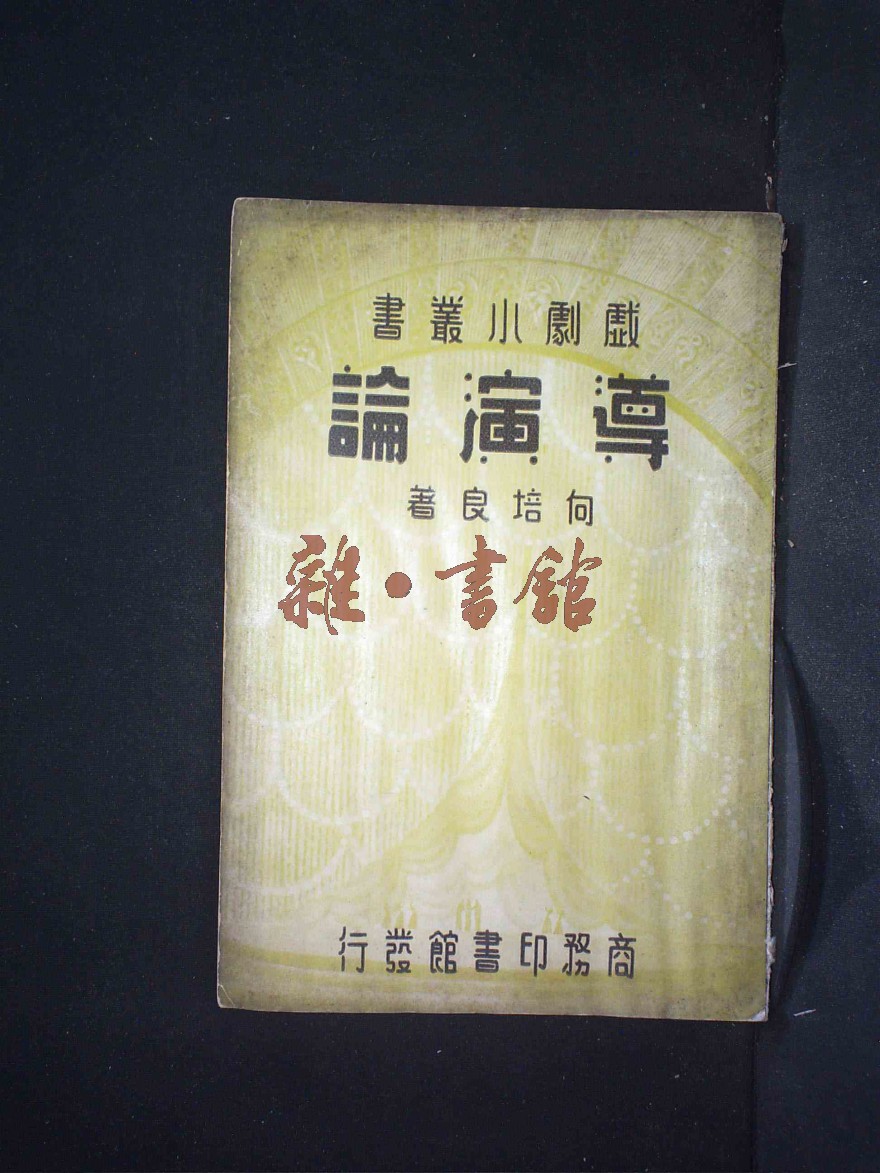 戲劇小叢書
導演論
向培良著
雜·書館
商務印書館發行